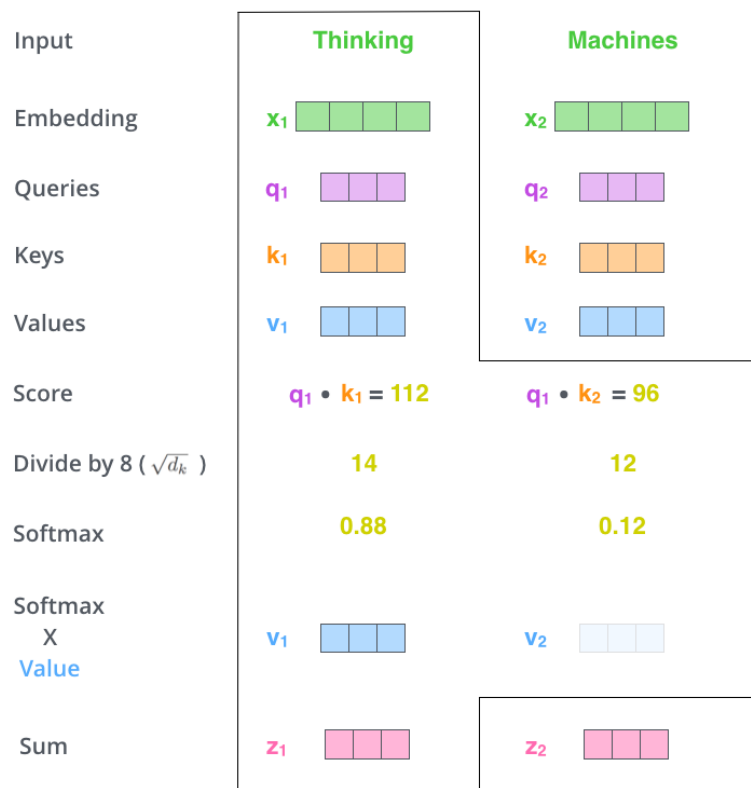 Input Thinking Machines
Embedding x₁ x₂
Queries q₁ q₂
Keys k₁ k₂
Values v₁ v₂
Score q₁ • k₁ = 112 q₁ • k₂ = 96
Divide by 8 ( √dₖ ) 14 12
Softmax 0.88 0.12
Softmax
X
Value v₁ v₂
Sum z₁ z₂